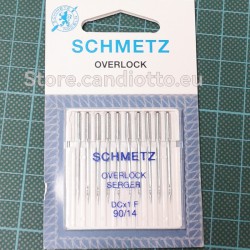 SCHMETZ
OVERLOCK
Store.candiotto.eu
SCHMETZ
OVERLOCK
SERGER
DCx1 F
90/14